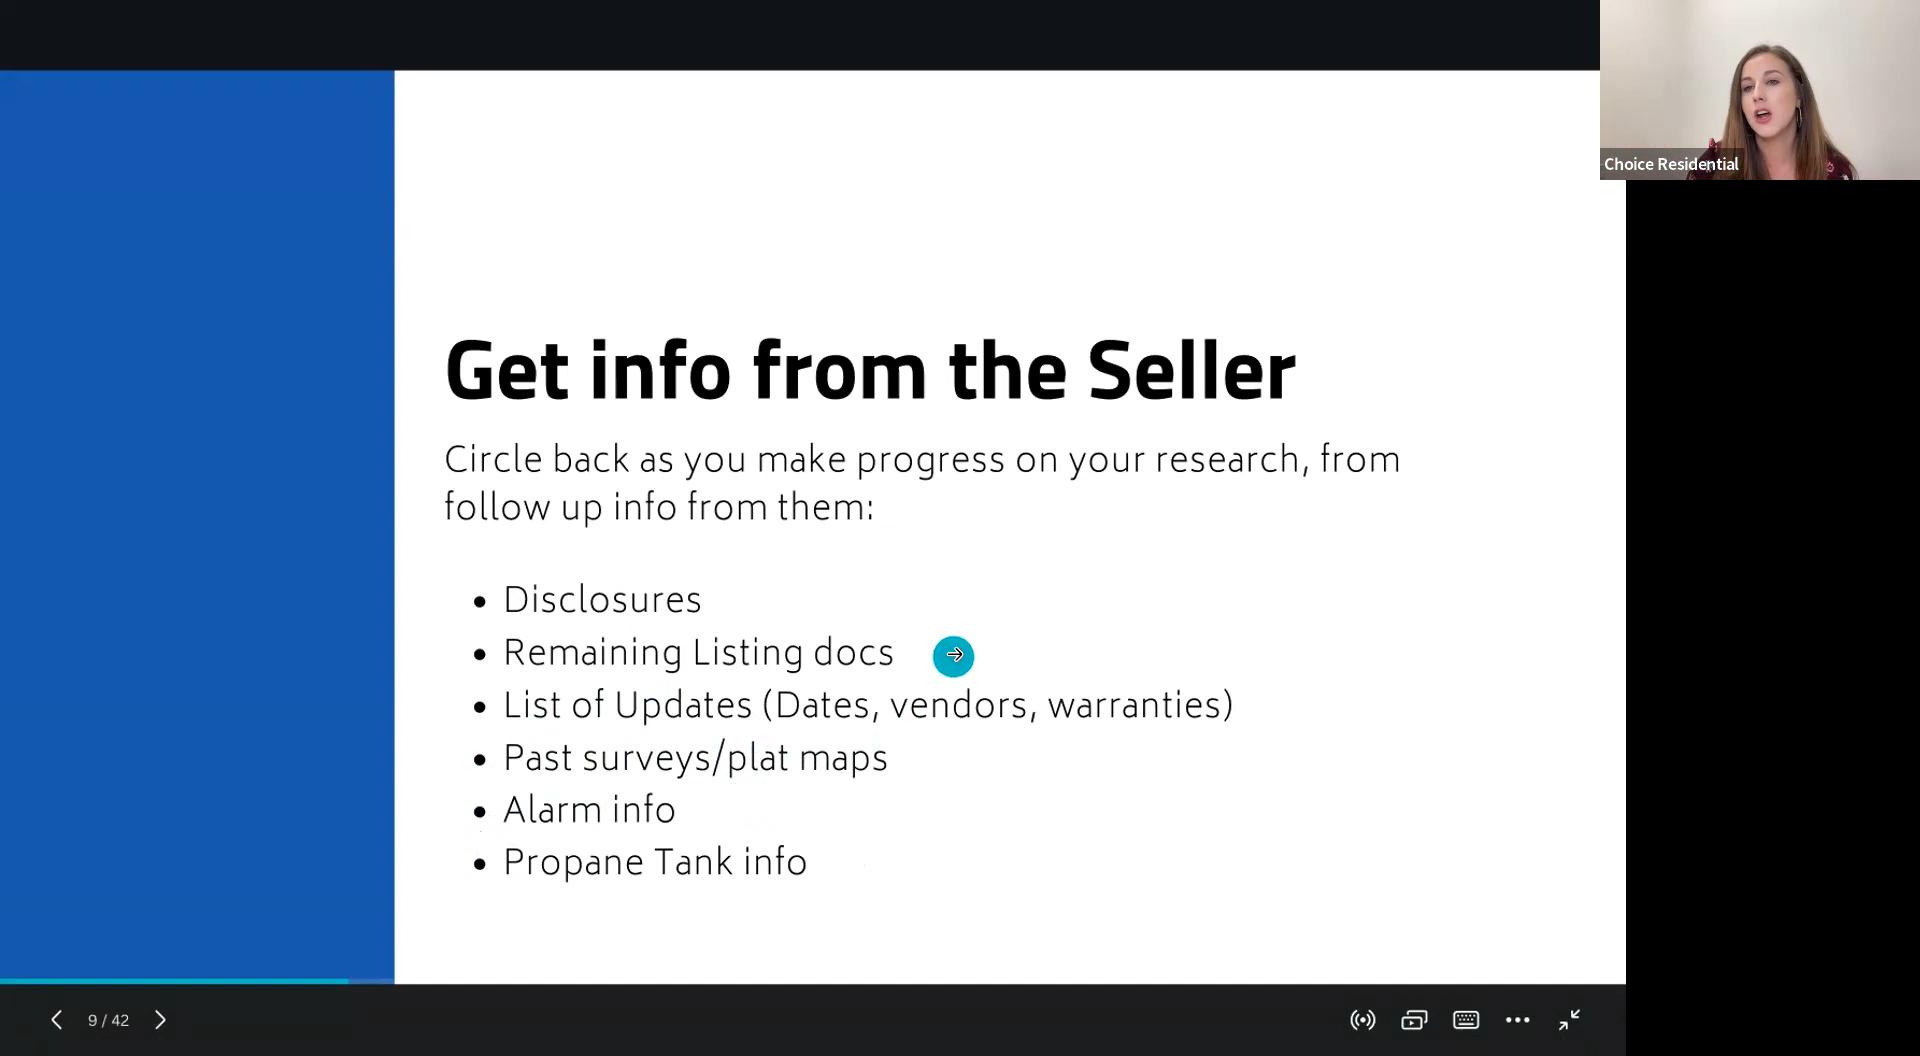 Choice Residential
Get info from the Seller
Circle back as you make progress on your research, from
follow up info from them:
• Disclosures
• Remaining Listing docs
• List of Updates (Dates, vendors, warranties)
• Past surveys/plat maps
• Alarm info
• Propane Tank info
9 / 42